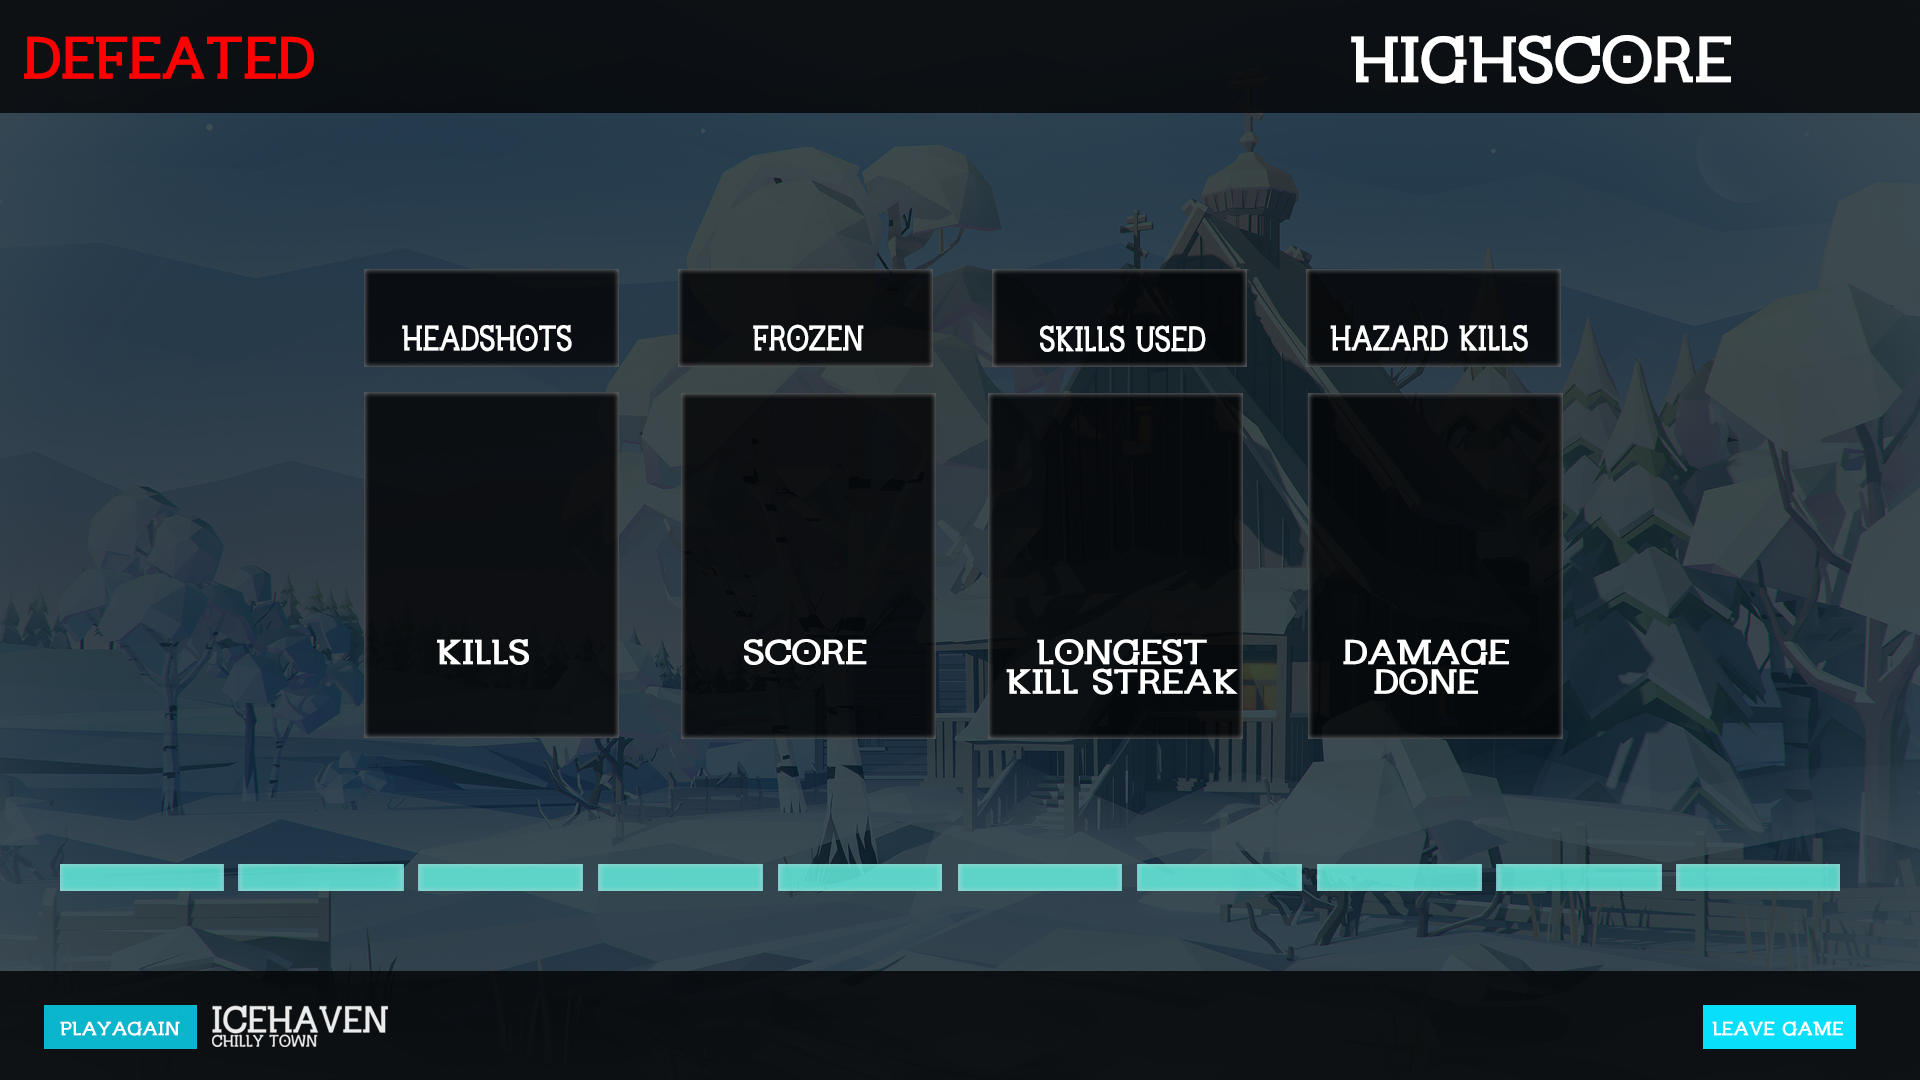 DEFEATED
HIGHSCORE
HEADSHOTS
FROZEN
SKILLS USED
HAZARD KILLS
KILLS
SCORE
LONGEST
KILL STREAK
DAMAGE
DONE
PLAYAGAIN
ICEHAVEN
CHILLY TOWN
LEAVE GAME